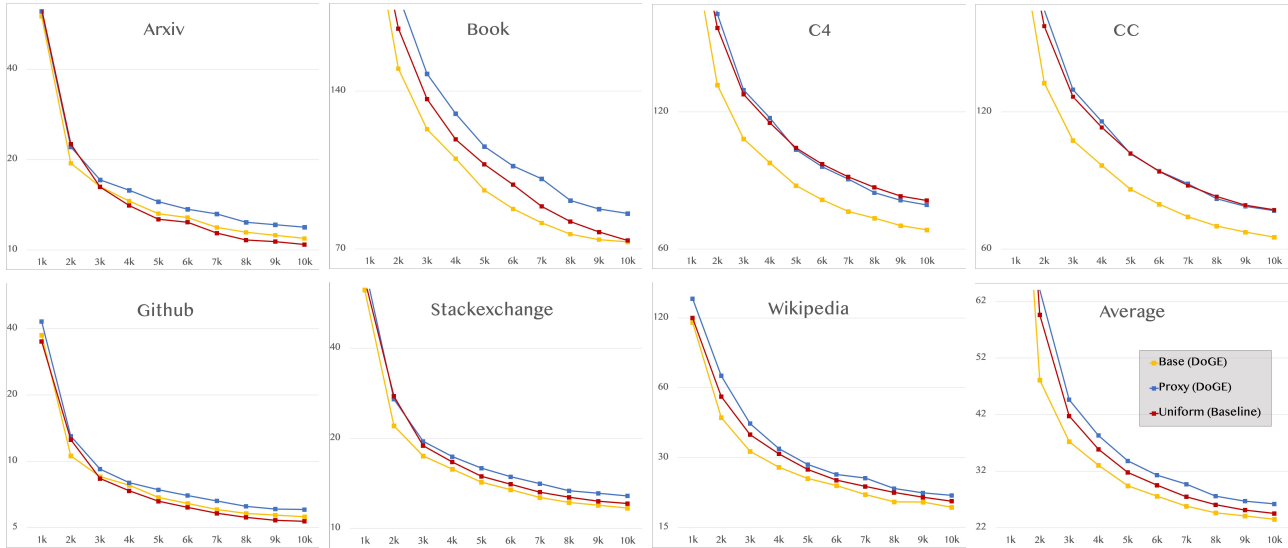 Arxiv
40
20
10
1k 2k 3k 4k 5k 6k 7k 8k 9k 10k
Book
140
70
1k 2k 3k 4k 5k 6k 7k 8k 9k 10k
C4
120
60
1k 2k 3k 4k 5k 6k 7k 8k 9k 10k
CC
120
60
1k 2k 3k 4k 5k 6k 7k 8k 9k 10k
Github
40
20
10
5
1k 2k 3k 4k 5k 6k 7k 8k 9k 10k
Stackexchange
40
20
10
1k 2k 3k 4k 5k 6k 7k 8k 9k 10k
Wikipedia
120
60
30
15
1k 2k 3k 4k 5k 6k 7k 8k 9k 10k
Average
62
52
42
32
22
Base (DoGE)
Proxy (DoGE)
Uniform (Baseline)
1k 2k 3k 4k 5k 6k 7k 8k 9k 10k